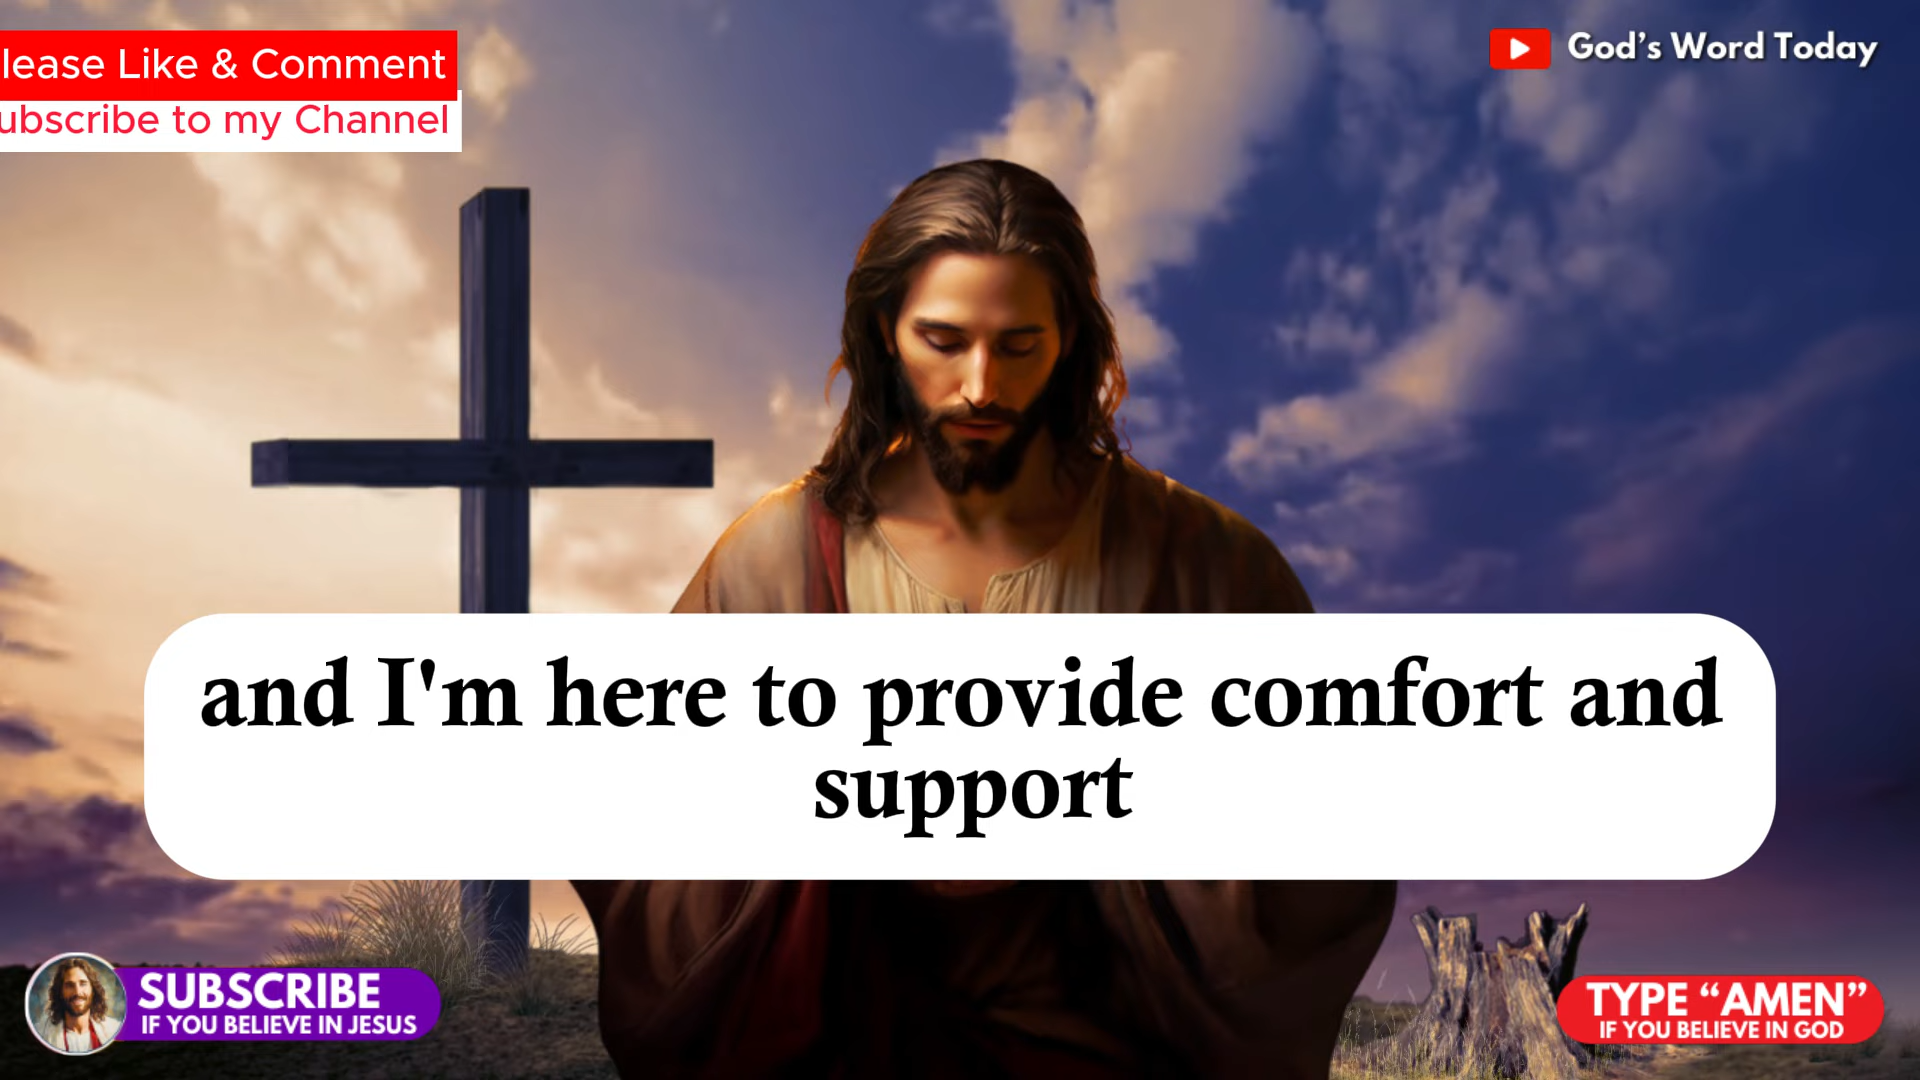 lease Like & Comment
ubscribe to my Channel
God's Word Today
and I'm here to provide comfort and
support
SUBSCRIBE
IF YOU BELIEVE IN JESUS
TYPE “AMEN”
IF YOU BELIEVE IN GOD